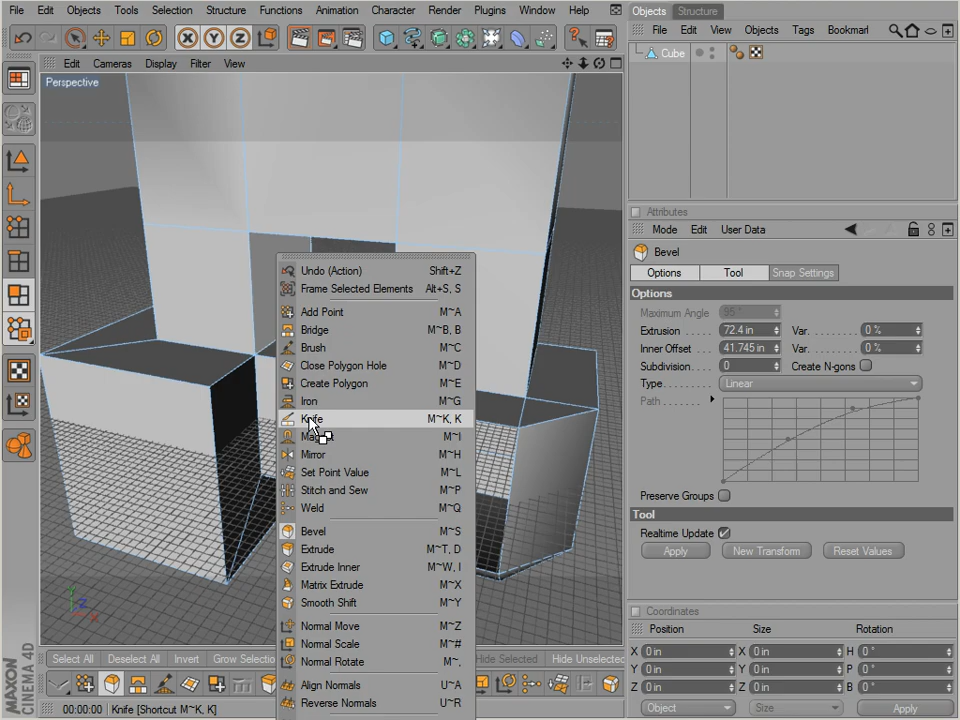 File Edit Objects Tools Selection Structure Functions Animation Character Render Plugins Window Help
Objects Structure
File Edit View Objects Tags Bookmark
Edit Cameras Display Filter View
Perspective
Cube
Undo (Action) Shift+Z
Frame Selected Elements Alt+S, S
Add Point M~A
Bridge M~B, B
Brush M~C
Close Polygon Hole M~D
Create Polygon M~E
Iron M~G
Knife M~K, K
M~I
Mirror M~H
Set Point Value M~L
Stitch and Sew M~P
Weld M~Q
Bevel M~S
Extrude M~T, D
Extrude Inner M~W, I
Matrix Extrude M~X
Smooth Shift M~Y
Normal Move M~Z
Normal Scale M~#
Normal Rotate M~,
Align Normals U~A
Reverse Normals U~R
Attributes
Mode Edit User Data
Bevel
Options Tool Snap Settings
Options
Maximum Angle 95 °
Extrusion 72.4 in Var. 0 %
Inner Offset 41.745 in Var. 0 %
Subdivision 0 Create N-gons
Type Linear
Path
Preserve Groups
Tool
Realtime Update
Apply New Transform Reset Values
Coordinates
Position Size Rotation
X 0 in X 0 in H 0 °
Y 0 in Y 0 in P 0 °
Z 0 in Z 0 in B 0 °
Object Size Apply
Select All Deselect All Invert Grow Selection Hide Selected Hide Unselected
00:00:00 Knife [Shortcut M~K, K]
MAXON
CINEMA 4D
X Y Z
Y Z X